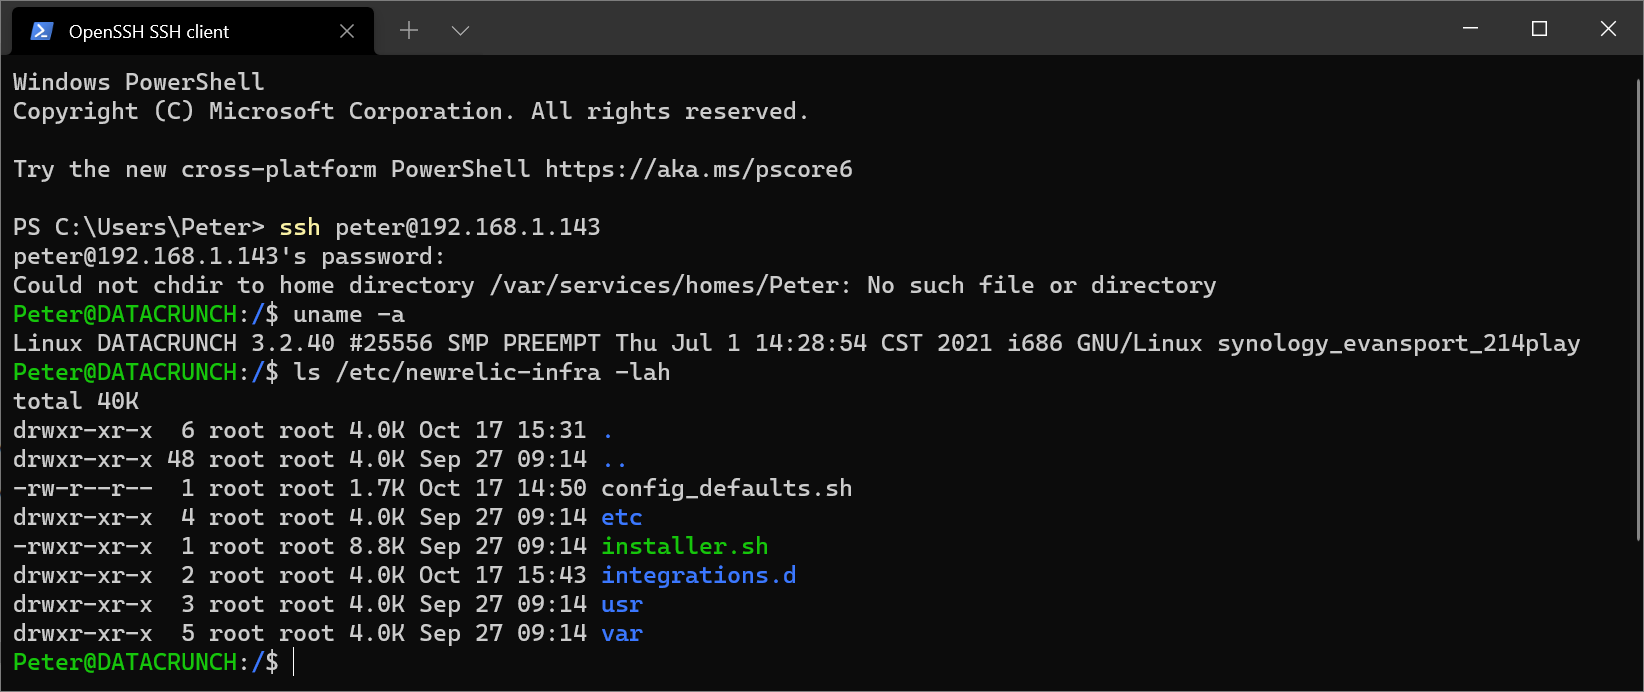 OpenSSH SSH client
Windows PowerShell
Copyright (C) Microsoft Corporation. All rights reserved.
Try the new cross-platform PowerShell https://aka.ms/pscore6
PS C:\Users\Peter> ssh peter@192.168.1.143
peter@192.168.1.143's password:
Could not chdir to home directory /var/services/homes/Peter: No such file or directory
Peter@DATACRUNCH:/$ uname -a
Linux DATACRUNCH 3.2.40 #25556 SMP PREEMPT Thu Jul 1 14:28:54 CST 2021 i686 GNU/Linux synology_evansport_214play
Peter@DATACRUNCH:/$ ls /etc/newrelic-infra -lah
total 40K
drwxr-xr-x  6 root root 4.0K Oct 17 15:31 .
drwxr-xr-x 48 root root 4.0K Sep 27 09:14 ..
-rw-r--r--  1 root root 1.7K Oct 17 14:50 config_defaults.sh
drwxr-xr-x  4 root root 4.0K Sep 27 09:14 etc
-rwxr-xr-x  1 root root 8.8K Sep 27 09:14 installer.sh
drwxr-xr-x  2 root root 4.0K Oct 17 15:43 integrations.d
drwxr-xr-x  3 root root 4.0K Sep 27 09:14 usr
drwxr-xr-x  5 root root 4.0K Sep 27 09:14 var
Peter@DATACRUNCH:/$